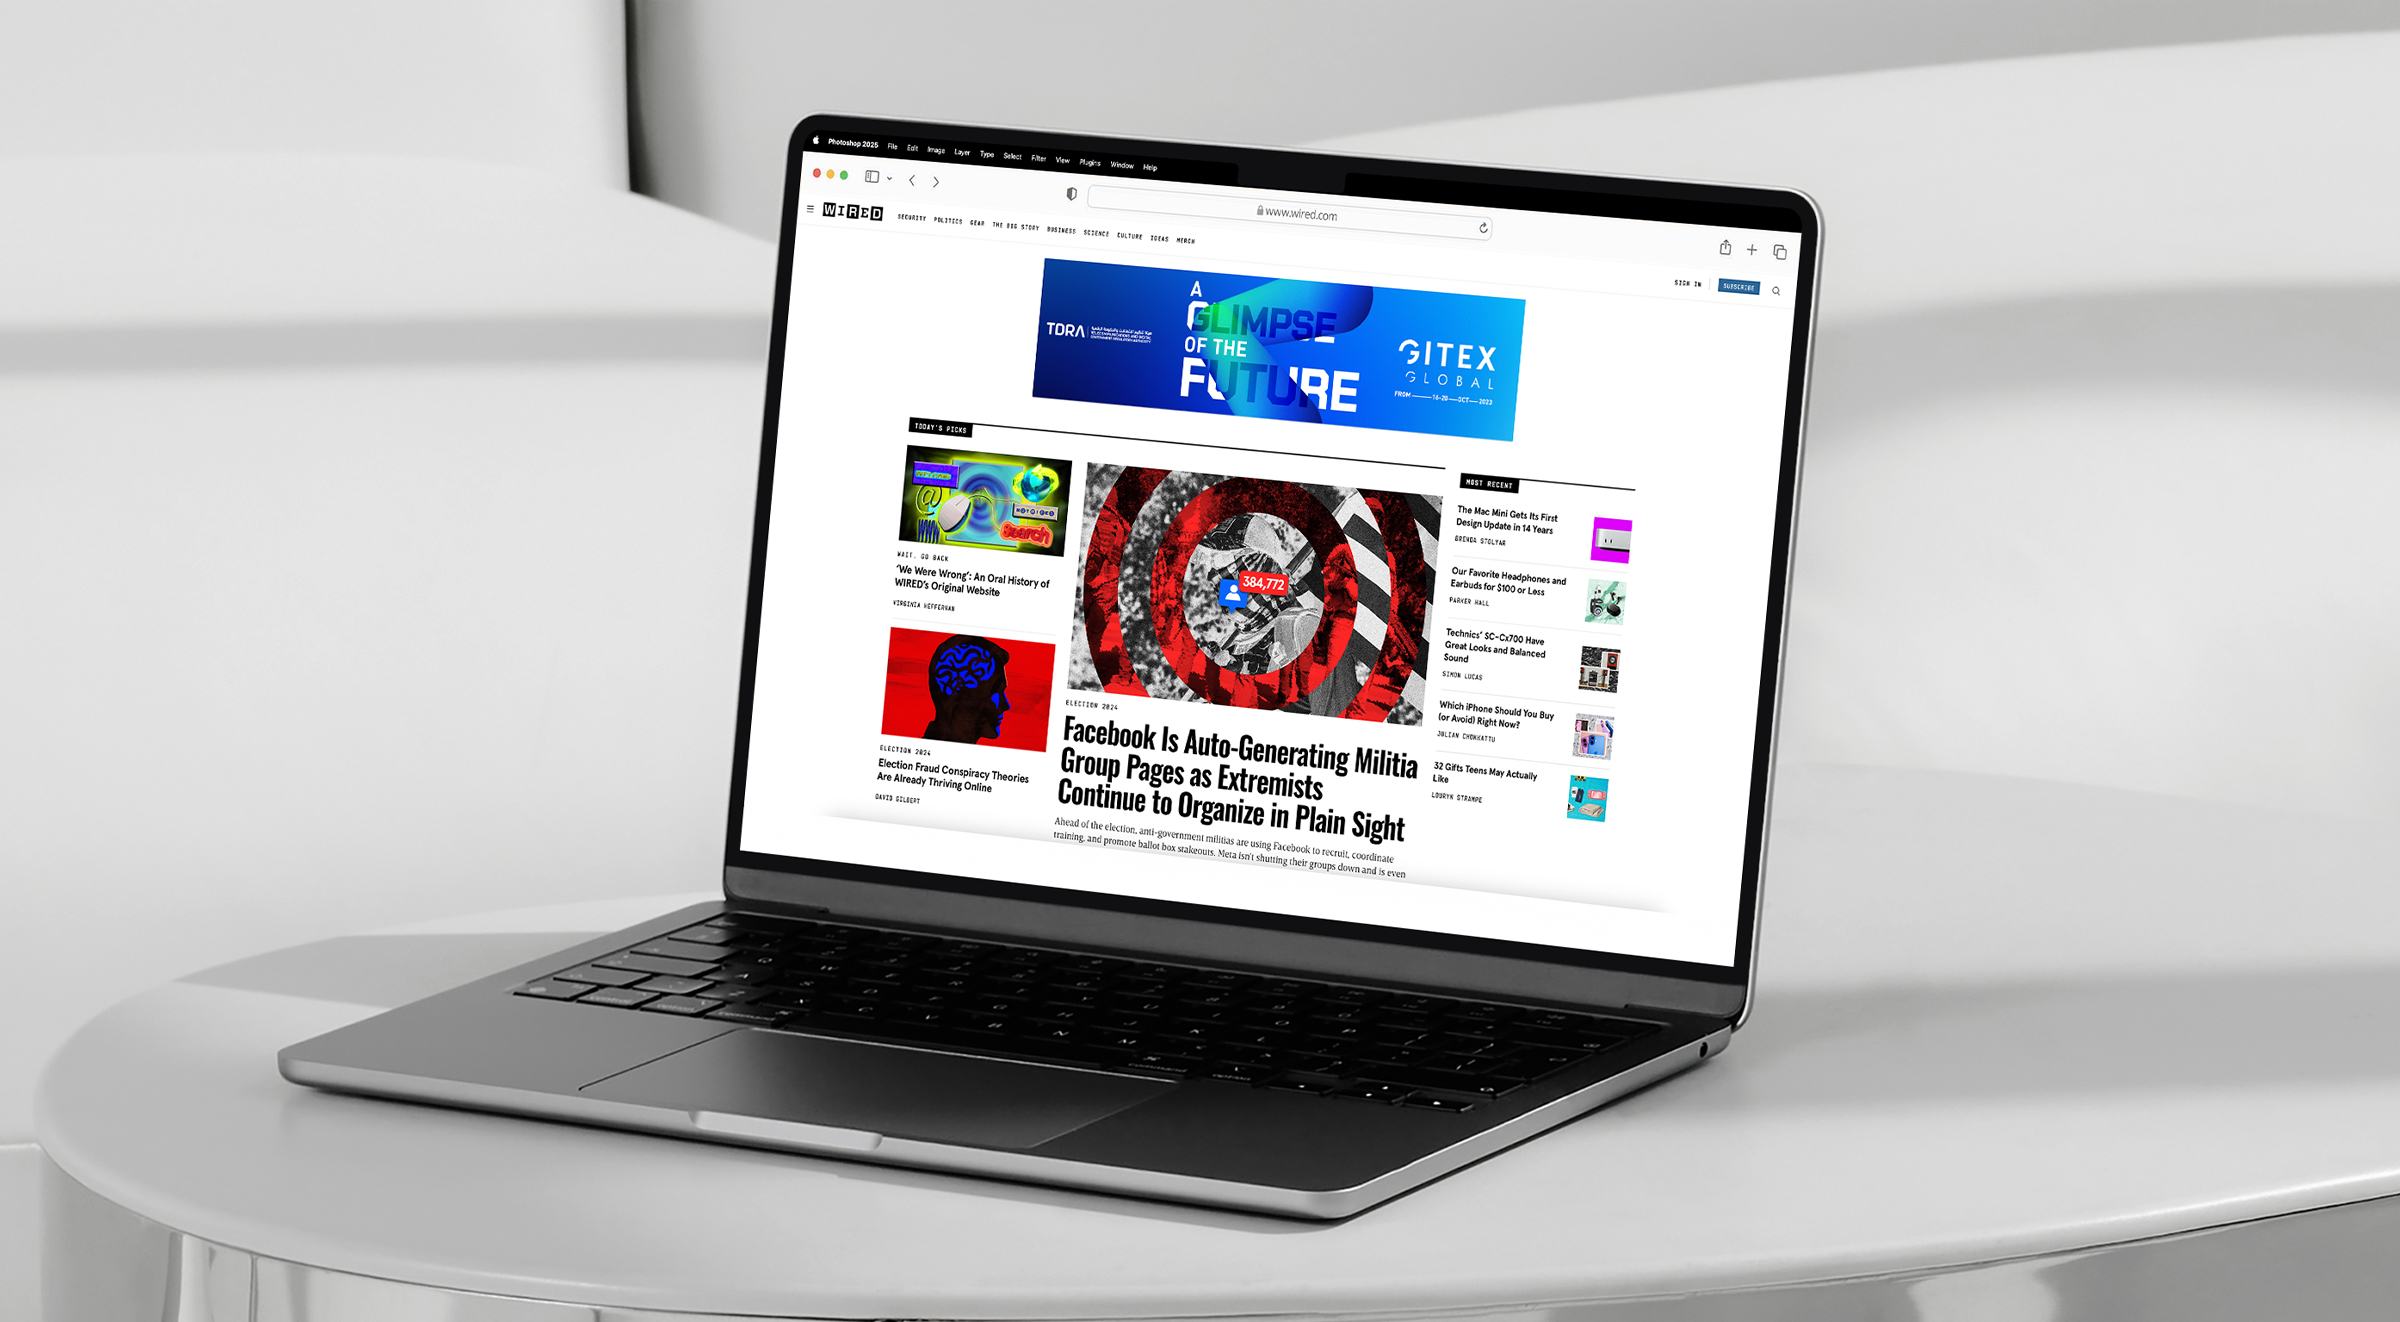 Photoshop 2025 File Edit Image Layer Type Select Filter View Plugins Window Help
www.wired.com
WIRED SECURITY POLITICS GEAR THE BIG STORY BUSINESS SCIENCE CULTURE IDEAS MERCH
SIGN IN SUBSCRIBE
TDRA
A
GLIMPSE
OF THE
FUTURE
GITEX
GLOBAL
FROM 16-20 OCT 2023
TODAY'S PICKS
@
Search
WAIT, GO BACK
'We Were Wrong': An Oral History of
WIRED's Original Website
VIRGINIA HEFFERNAN
ELECTION 2024
Election Fraud Conspiracy Theories
Are Already Thriving Online
DAVID GILBERT
384,772
ELECTION 2024
Facebook Is Auto-Generating Militia
Group Pages as Extremists
Continue to Organize in Plain Sight
Ahead of the election, anti-government militias are using Facebook to recruit, coordinate
training, and promote ballot box stakeouts. Meta isn't shutting their groups down and is even
MOST RECENT
The Mac Mini Gets Its First
Design Update in 14 Years
BRENDA STOLYAR
Our Favorite Headphones and
Earbuds for $100 or Less
PARKER HALL
Technics' SC-Cx700 Have
Great Looks and Balanced
Sound
SIMON LUCAS
Which iPhone Should You Buy
(or Avoid) Right Now?
JULIAN CHOKKATTU
32 Gifts Teens May Actually
Like
LOURYN STRAMPE
command option